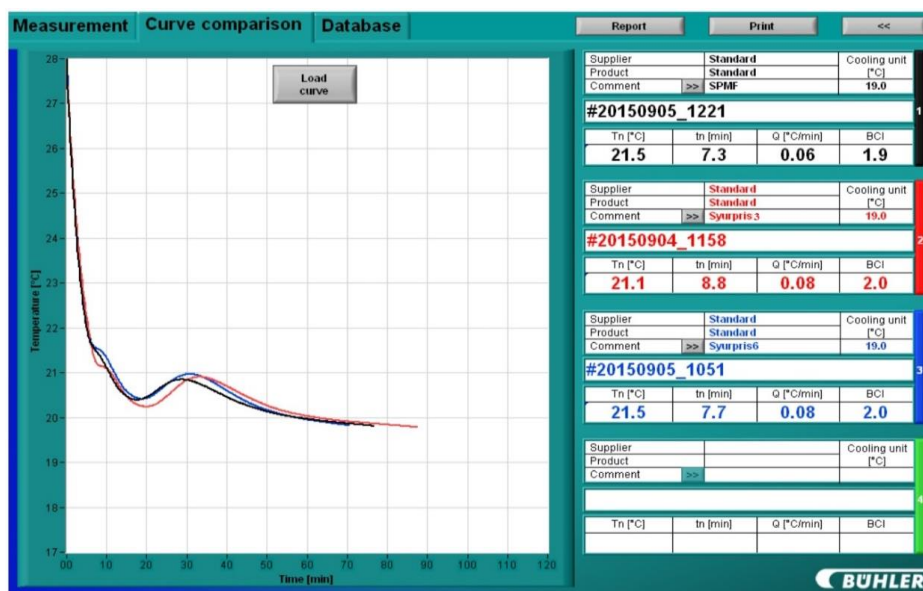 Measurement Curve comparison Database Report Print <<
Load
curve
Temperature [°C]
28
27
26
25
24
23
22
21
20
19
18
17
00 10 20 30 40 50 60 70 80 90 100 110 120
Time [min]
Supplier Standard Cooling unit
Product Standard [°C]
Comment >> SPMF 19.0
#20150905_1221
1
Tn [°C] tn [min] Q [°C/min] BCI
21.5 7.3 0.06 1.9
Supplier Standard Cooling unit
Product Standard [°C]
Comment >> Syurpris3 19.0
#20150904_1158
2
Tn [°C] tn [min] Q [°C/min] BCI
21.1 8.8 0.08 2.0
Supplier Standard Cooling unit
Product Standard [°C]
Comment >> Syurpris6 19.0
#20150905_1051
3
Tn [°C] tn [min] Q [°C/min] BCI
21.5 7.7 0.08 2.0
Supplier Cooling unit
Product [°C]
Comment >>
4
Tn [°C] tn [min] Q [°C/min] BCI
BÜHLER